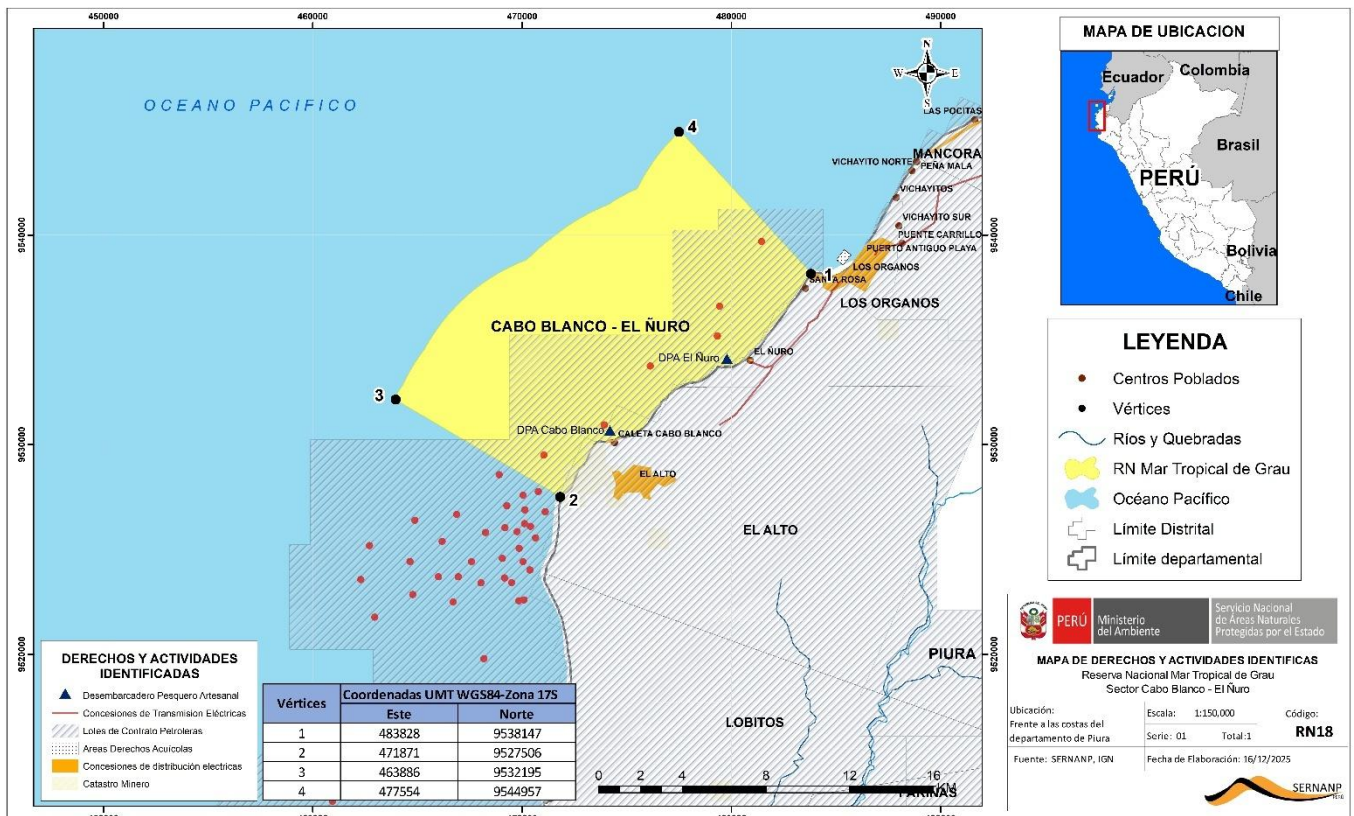 450000
460000
470000
480000
490000
OCEANO PACIFICO
N
W
E
S
4
LAS POCITAS
MANCORA
VICHAYITO NORTE
PEÑA MALA
VICHAYITOS
VICHAYITO SUR
PUENTE CARRILLO
PUERTO ANTIGUO PLAYA
9540000
9540000
1
LOS ORGANOS
SANTA ROSA
LOS ORGANOS
CABO BLANCO - EL ÑURO
DPA El Ñuro
EL ÑURO
3
DPA Cabo Blanco
CALETA CABO BLANCO
9530000
9530000
EL ALTO
2
EL ALTO
9520000
9520000
PIURA
LOBITOS
DERECHOS Y ACTIVIDADES
IDENTIFICADAS
Desembarcadero Pesquero Artesanal
Concesiones de Transmision Eléctricas
Lotes de Contrato Petroleras
Areas Derechos Acuícolas
Concesiones de distribución electricas
Catastro Minero
Vértices
Coordenadas UMT WGS84-Zona 17S
Este
Norte
1 483828 9538147
2 471871 9527506
3 463886 9532195
4 477554 9544957
0 2 4 8 12 16
KM
MAPA DE UBICACION
Ecuador
Colombia
Brasil
PERÚ
Bolivia
Chile
LEYENDA
Centros Poblados
Vértices
Ríos y Quebradas
RN Mar Tropical de Grau
Océano Pacífico
Límite Distrital
Límite departamental
PERÚ
Ministerio
del Ambiente
Servicio Nacional
de Áreas Naturales
Protegidas por el Estado
MAPA DE DERECHOS Y ACTIVIDADES IDENTIFICAS
Reserva Nacional Mar Tropical de Grau
Sector Cabo Blanco - El Ñuro
Ubicación:
Frente a las costas del
departamento de Piura
Escala: 1:150,000
Serie: 01 Total:1
Código:
RN18
Fuente: SERNANP, IGN
Fecha de Elaboración: 16/12/2025
SERNANP
PERÚ